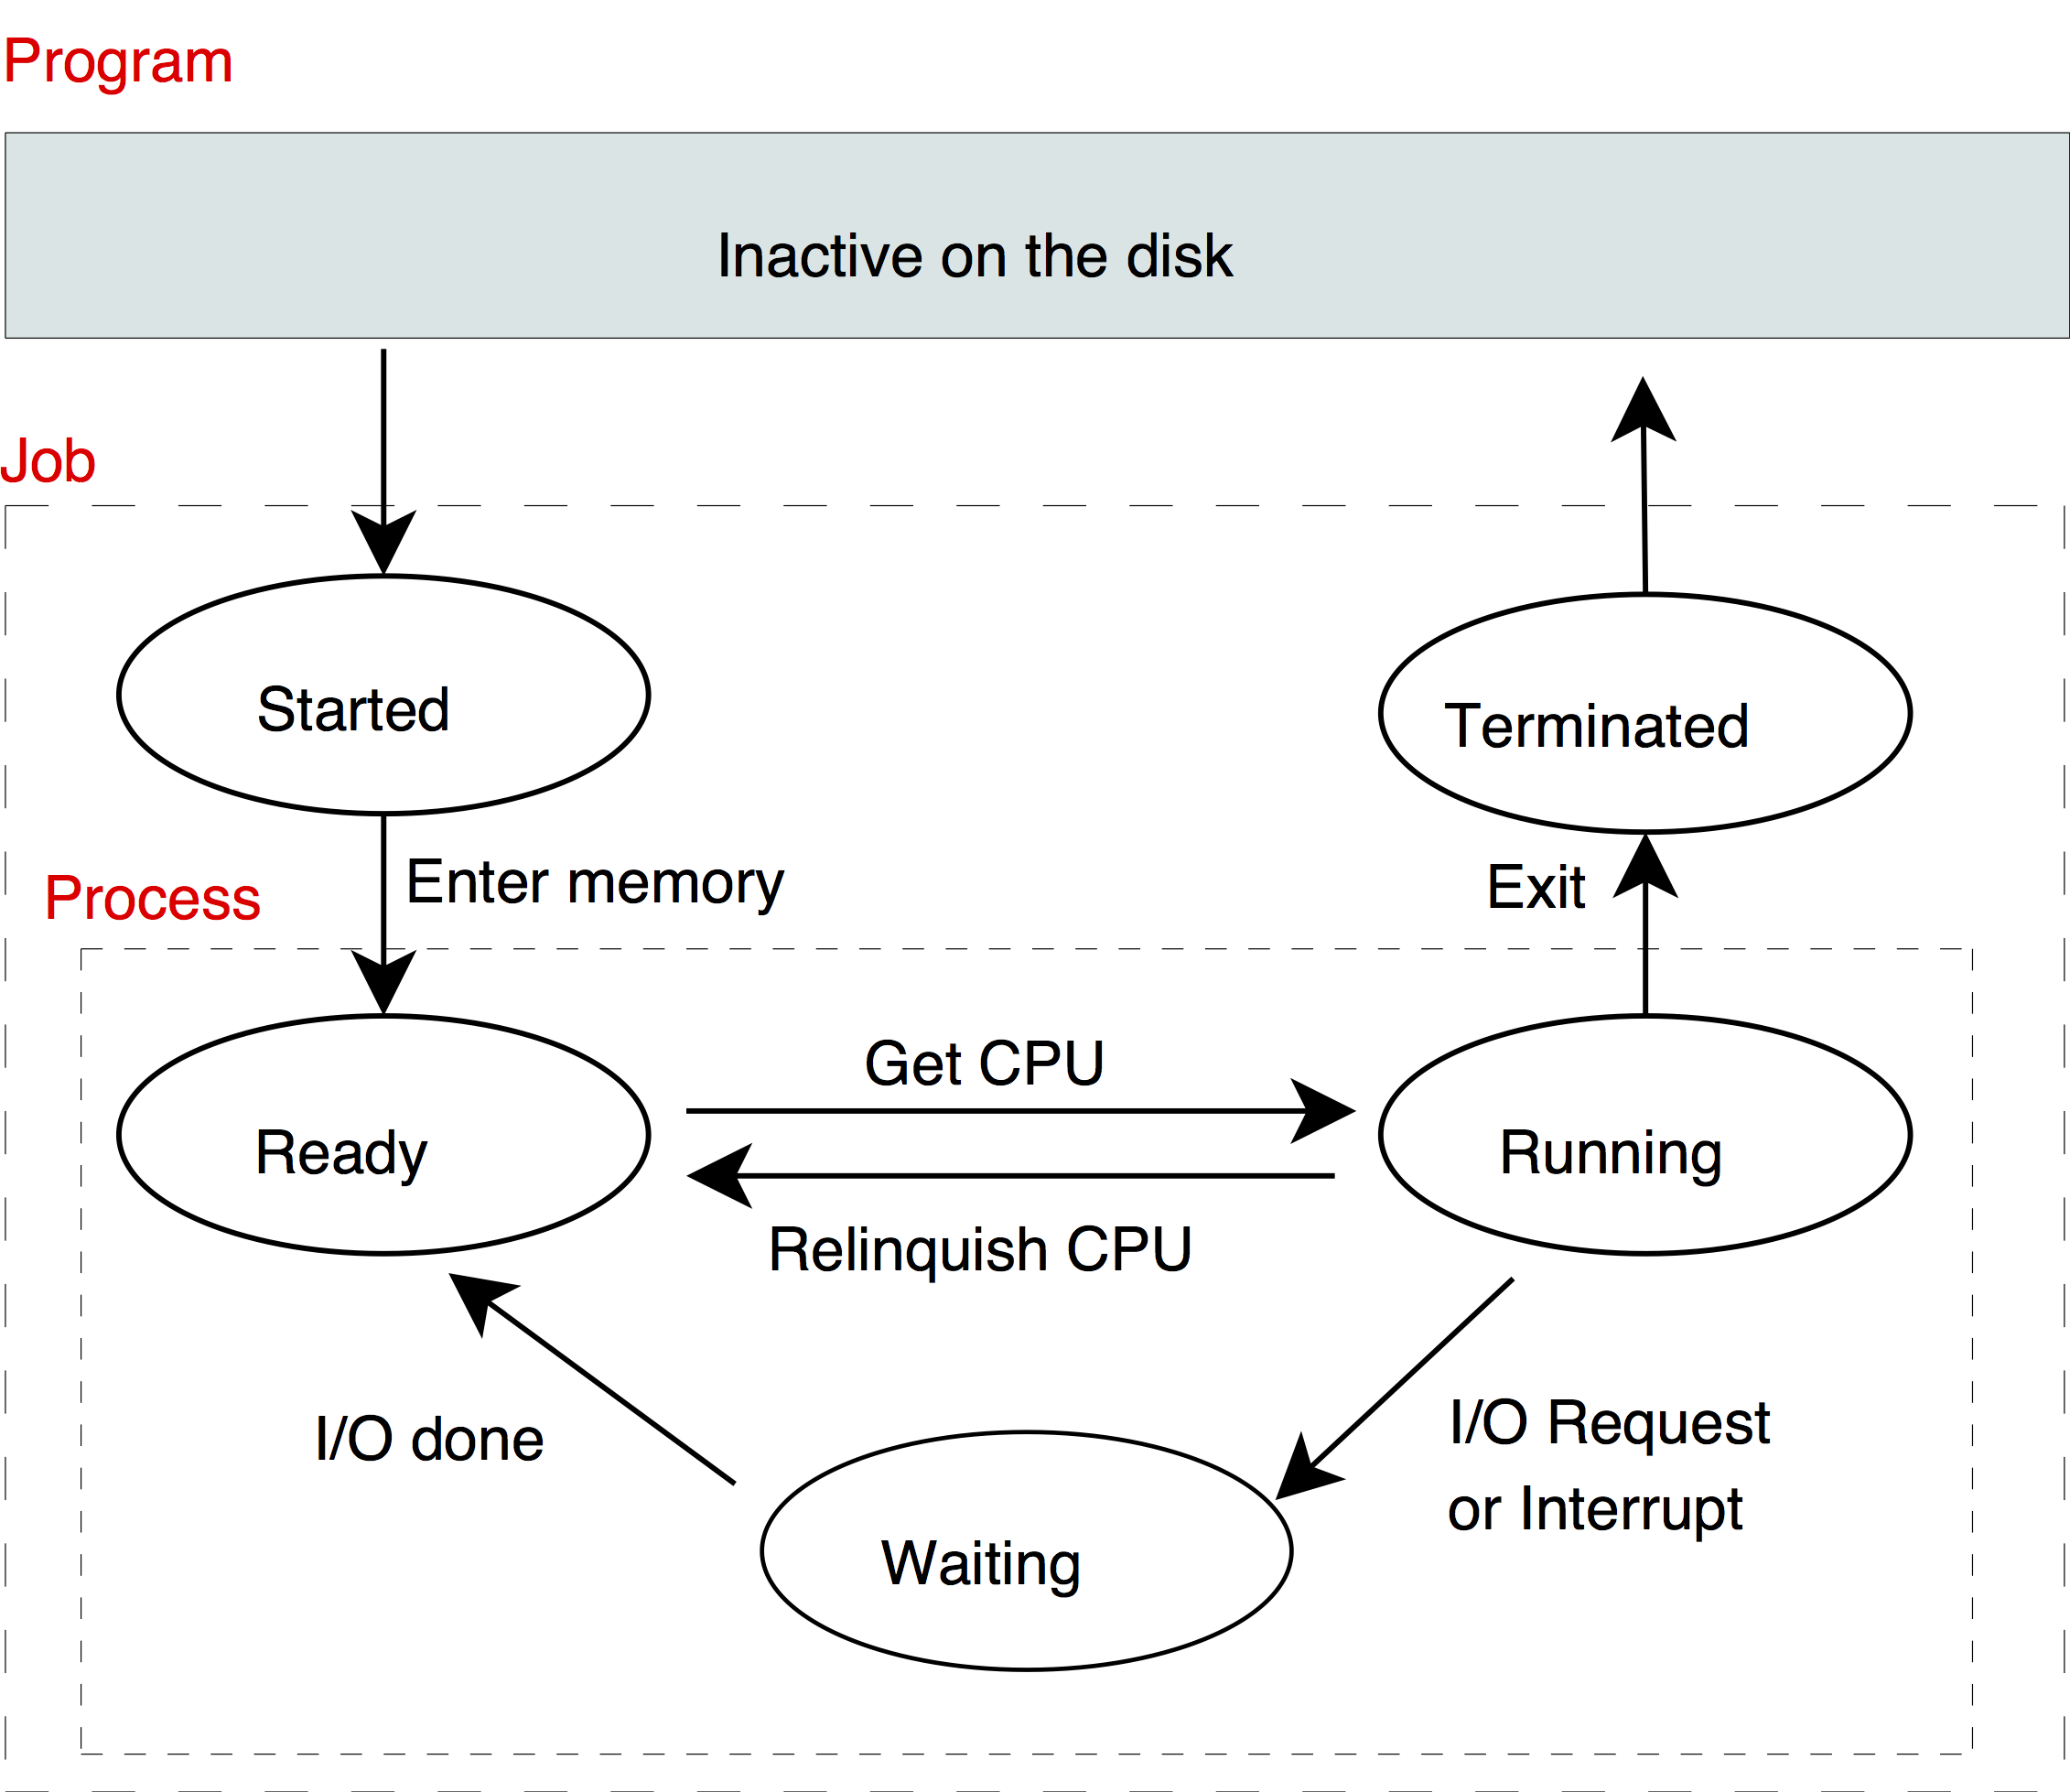 Program
Inactive on the disk
Job
Started
Terminated
Enter memory
Exit
Process
Get CPU
Ready
Running
Relinquish CPU
I/O done
I/O Request
or Interrupt
Waiting